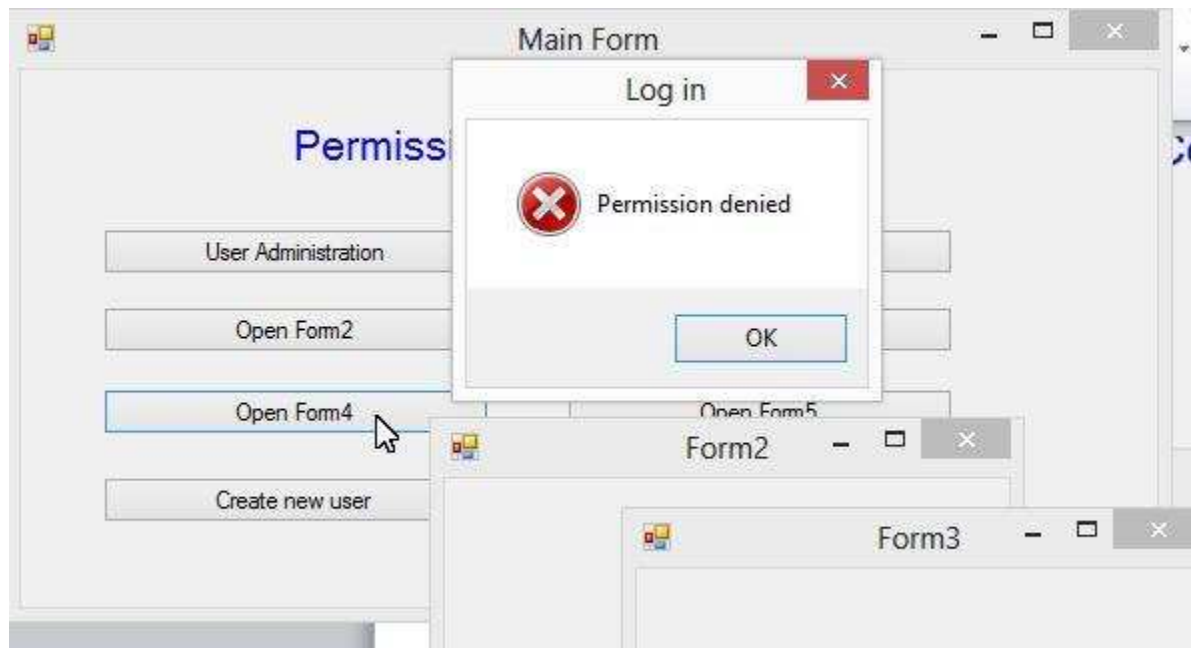 Main Form
Log in
Permission denied
User Administration
Open Form2
OK
Open Form4
Open Form5
Form2
Create new user
Form3